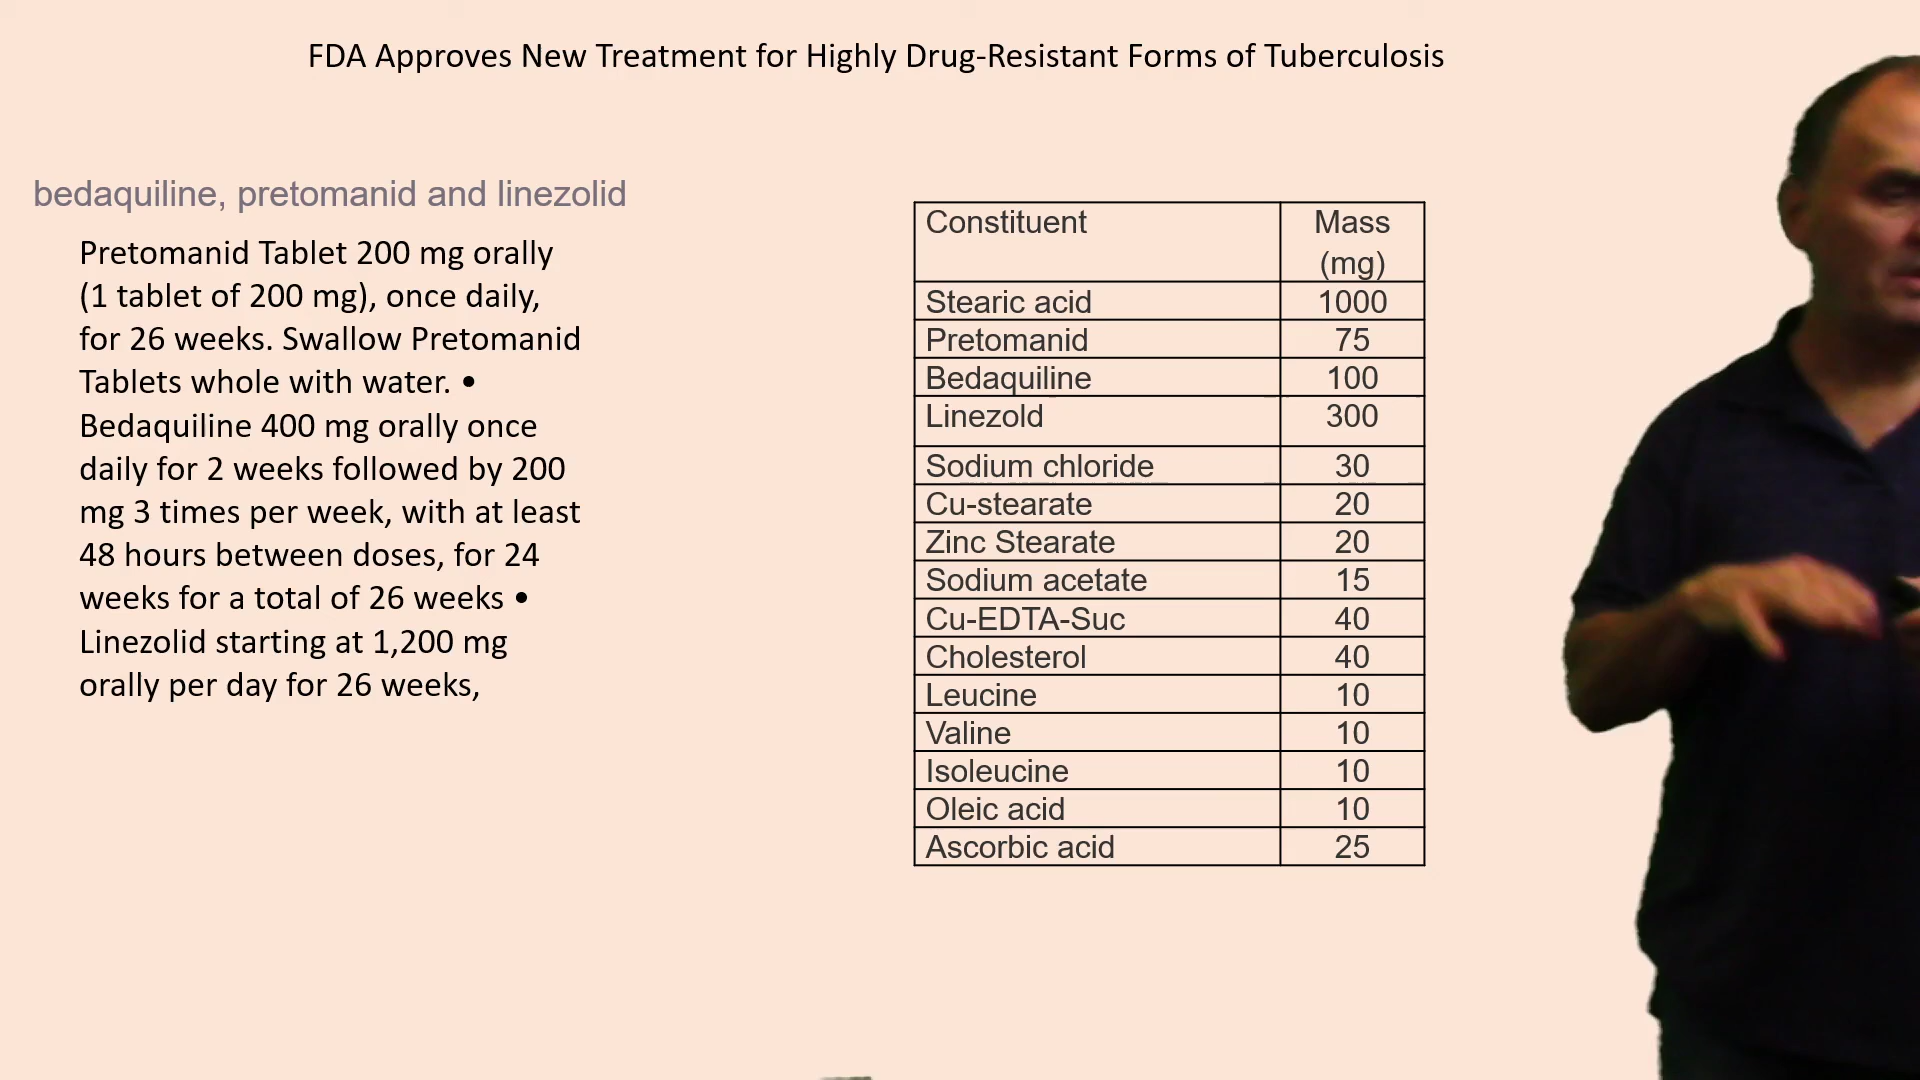 FDA Approves New Treatment for Highly Drug-Resistant Forms of Tuberculosis
bedaquiline, pretomanid and linezolid
Pretomanid Tablet 200 mg orally
(1 tablet of 200 mg), once daily,
for 26 weeks. Swallow Pretomanid
Tablets whole with water. •
Bedaquiline 400 mg orally once
daily for 2 weeks followed by 200
mg 3 times per week, with at least
48 hours between doses, for 24
weeks for a total of 26 weeks •
Linezolid starting at 1,200 mg
orally per day for 26 weeks,
Constituent Mass
(mg)
Stearic acid 1000
Pretomanid 75
Bedaquiline 100
Linezold 300
Sodium chloride 30
Cu-stearate 20
Zinc Stearate 20
Sodium acetate 15
Cu-EDTA-Suc 40
Cholesterol 40
Leucine 10
Valine 10
Isoleucine 10
Oleic acid 10
Ascorbic acid 25